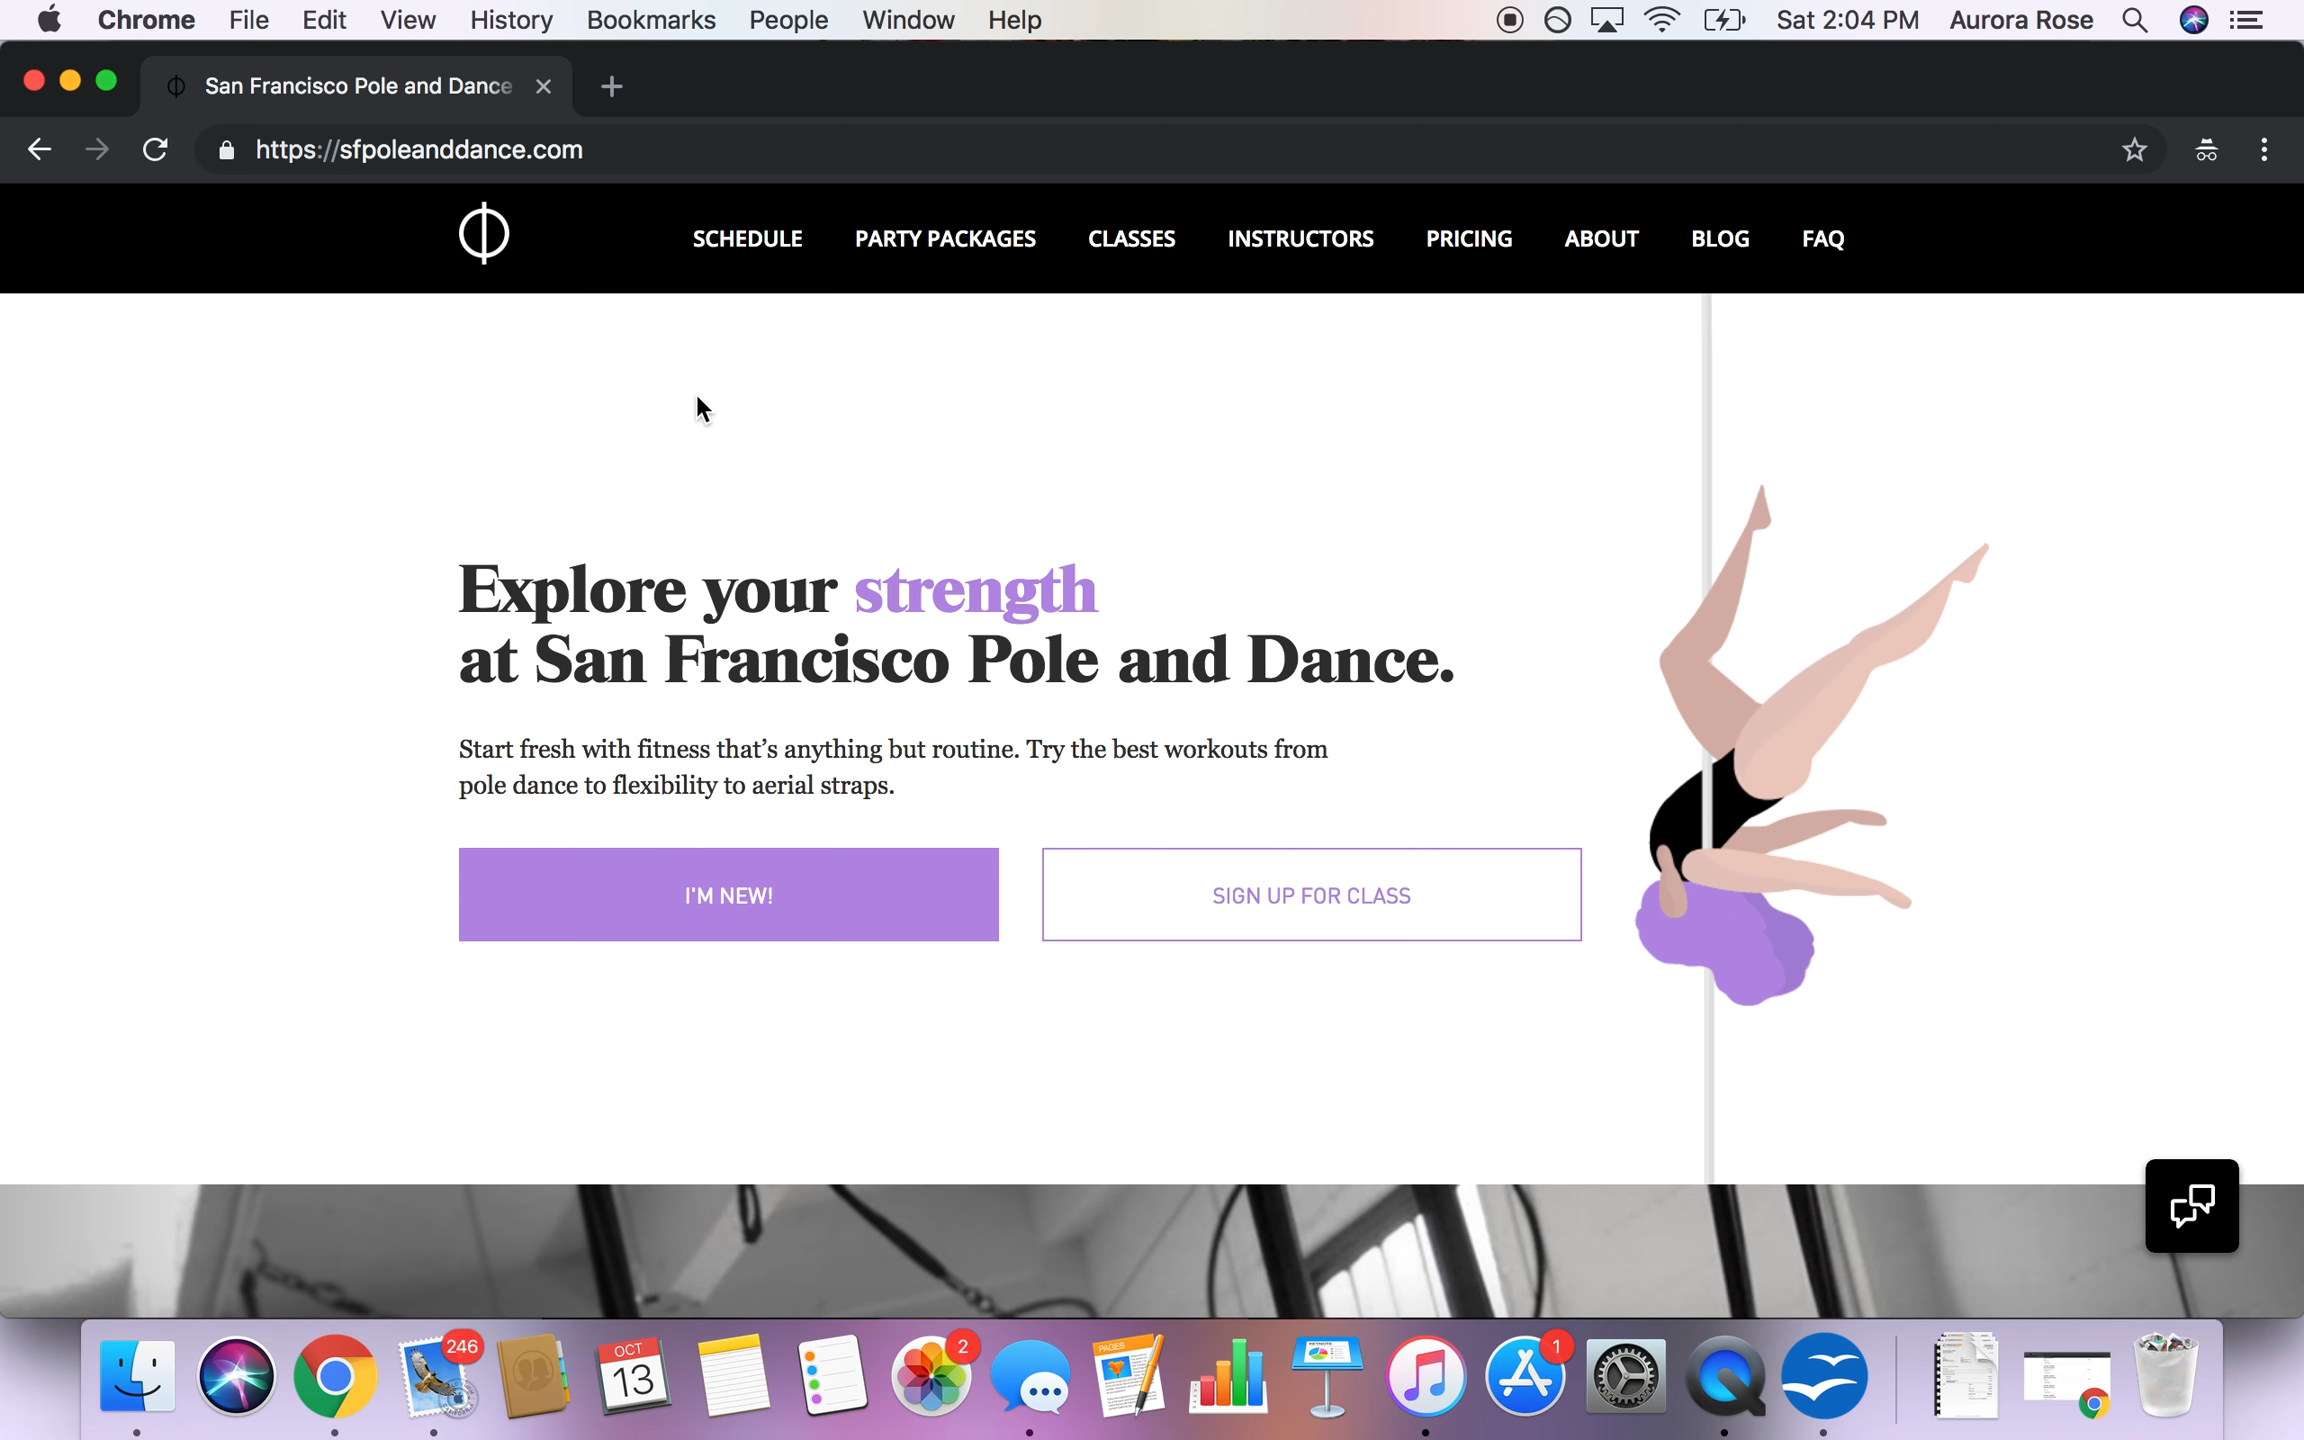 Chrome File Edit View History Bookmarks People Window Help Sat 2:04 PM Aurora Rose
San Francisco Pole and Dance
https://sfpoleanddance.com
SCHEDULE PARTY PACKAGES CLASSES INSTRUCTORS PRICING ABOUT BLOG FAQ
Explore your strength
at San Francisco Pole and Dance.
Start fresh with fitness that’s anything but routine. Try the best workouts from
pole dance to flexibility to aerial straps.
I'M NEW! SIGN UP FOR CLASS
246
OCT
13
2
PAGES
1